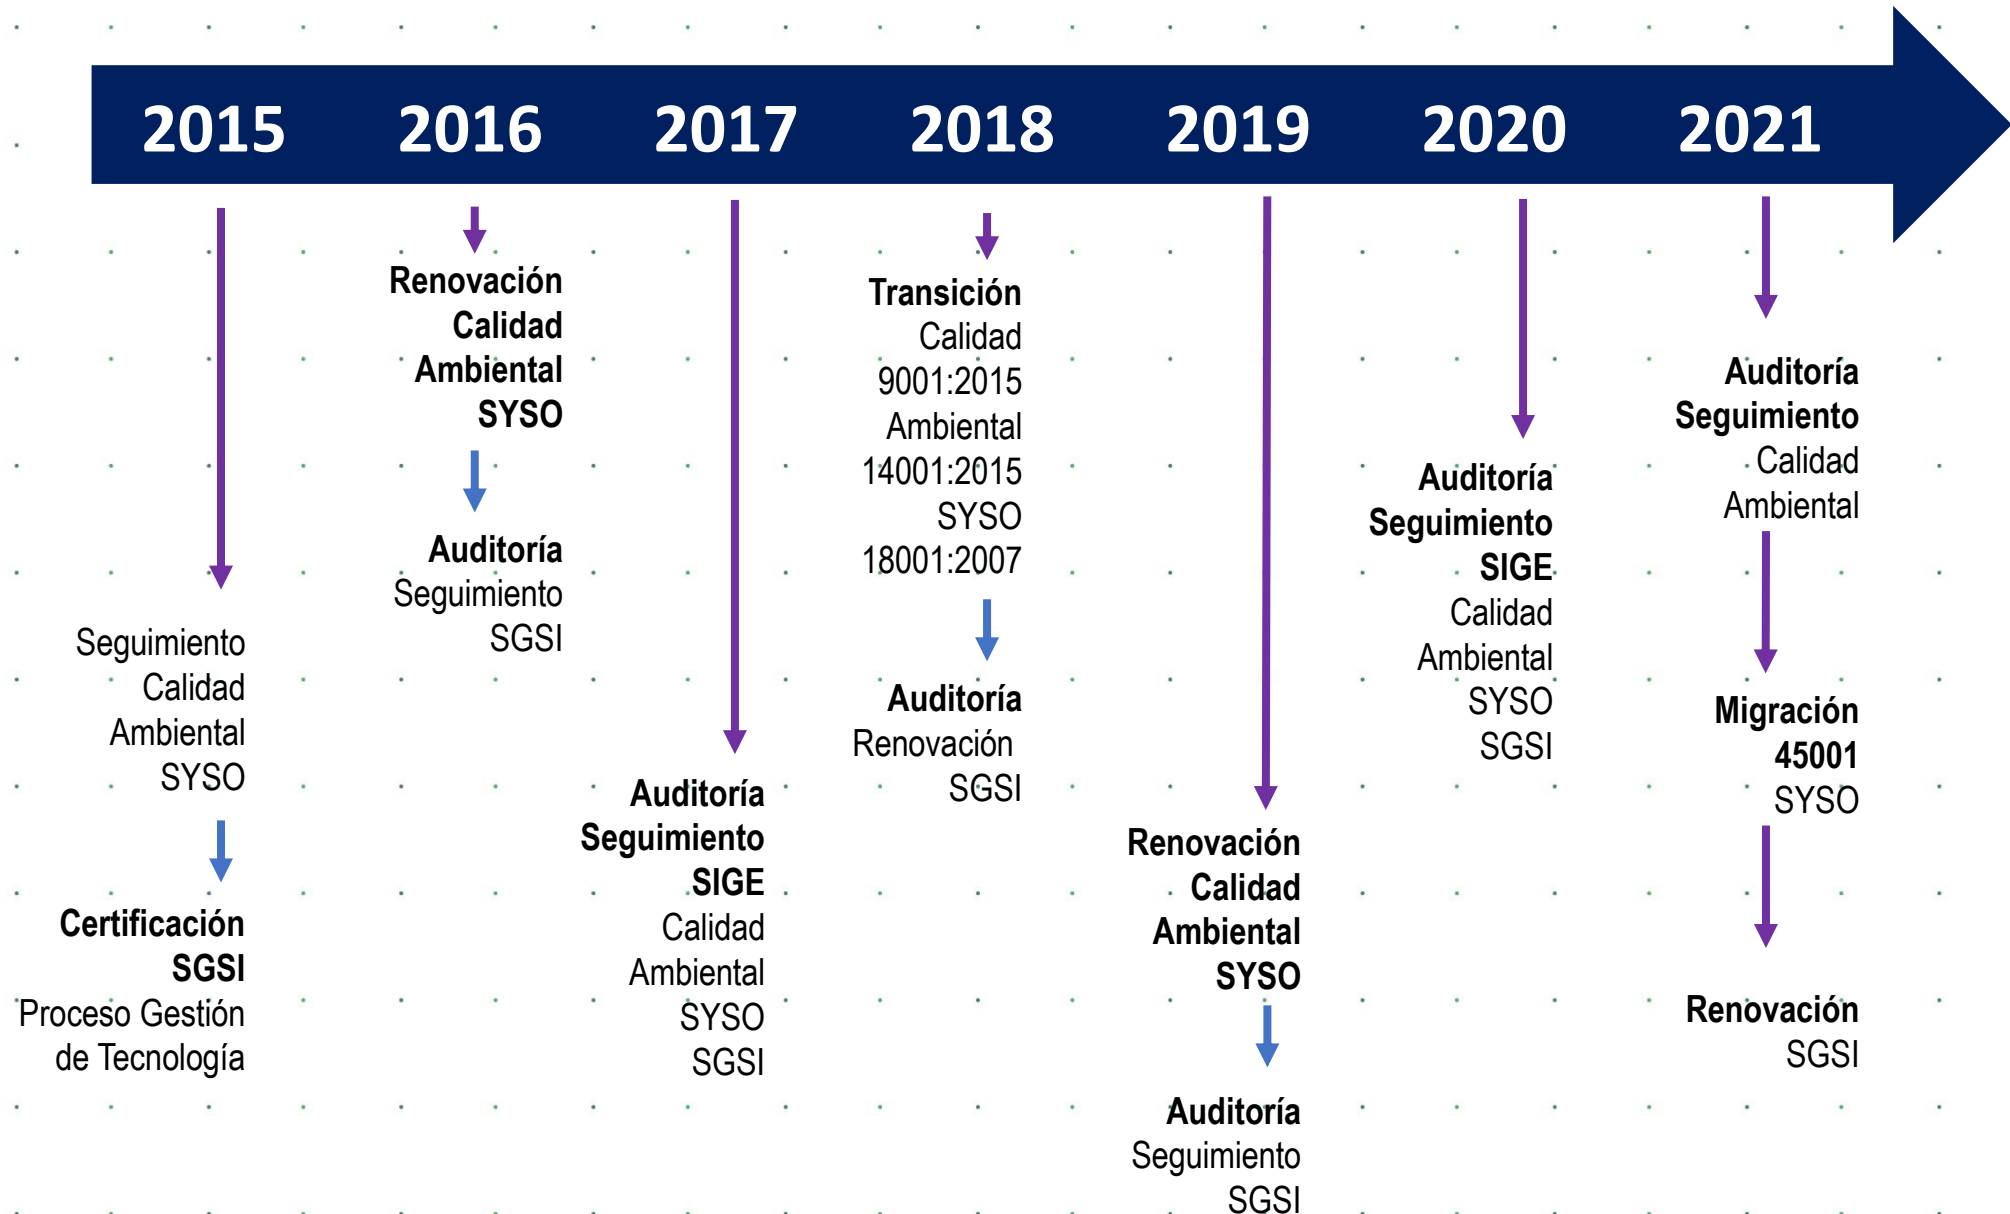 2015
2016
2017
2018
2019
2020
2021
Seguimiento
Calidad
Ambiental
SYSO
Certificación
SGSI
Proceso Gestión
de Tecnología
Renovación
Calidad
Ambiental
SYSO
Auditoría
Seguimiento
SGSI
Auditoría
Seguimiento
SIGE
Calidad
Ambiental
SYSO
SGSI
Transición
Calidad
9001:2015
Ambiental
14001:2015
SYSO
18001:2007
Auditoría
Renovación
SGSI
Renovación
Calidad
Ambiental
SYSO
Auditoría
Seguimiento
SGSI
Auditoría
Seguimiento
SIGE
Calidad
Ambiental
SYSO
SGSI
Auditoría
Seguimiento
Calidad
Ambiental
Migración
45001
SYSO
Renovación
SGSI